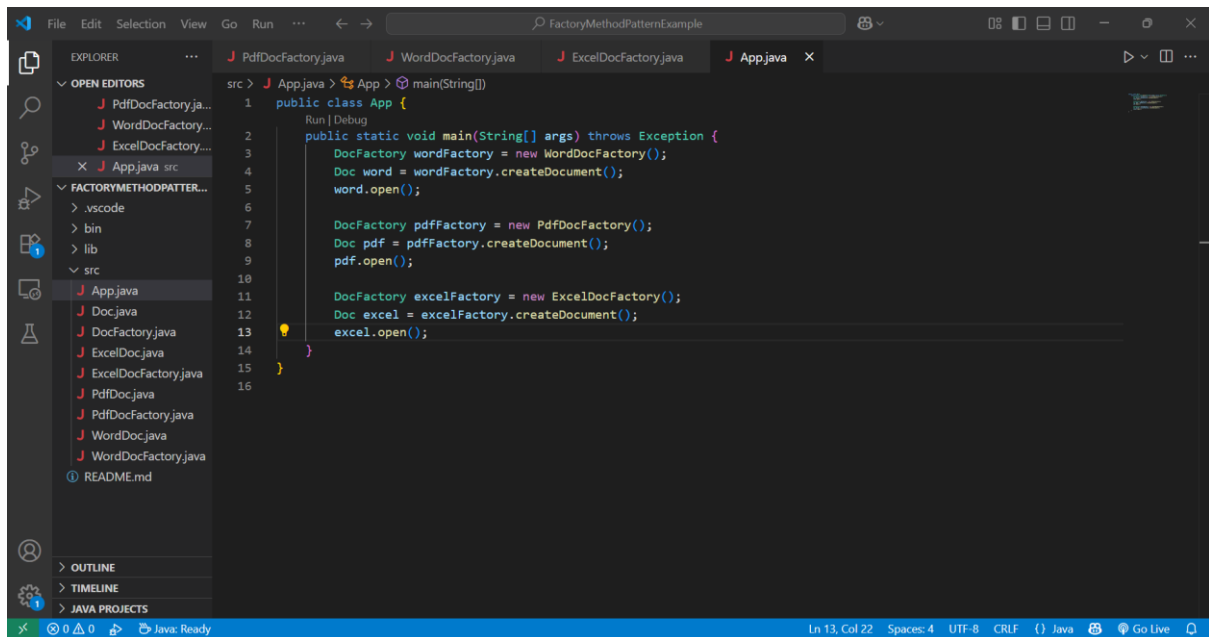 File Edit Selection View Go Run ··· FactoryMethodPatternExample
EXPLORER ···
OPEN EDITORS
J PdfDocFactory.ja...
J WordDocFactory...
J ExcelDocFactory....
J App.java src
FACTORYMETHODPATTER...
> .vscode
> bin
> lib
src
J App.java
J Doc.java
J DocFactory.java
J ExcelDoc.java
J ExcelDocFactory.java
J PdfDoc.java
J PdfDocFactory.java
J WordDoc.java
J WordDocFactory.java
README.md
> OUTLINE
> TIMELINE
> JAVA PROJECTS
1
1
J PdfDocFactory.java J WordDocFactory.java J ExcelDocFactory.java J App.java ×
src > J App.java > App > main(String[])
1 public class App {
Run | Debug
2 public static void main(String[] args) throws Exception {
3 DocFactory wordFactory = new WordDocFactory();
4 Doc word = wordFactory.createDocument();
5 word.open();
6
7 DocFactory pdfFactory = new PdfDocFactory();
8 Doc pdf = pdfFactory.createDocument();
9 pdf.open();
10
11 DocFactory excelFactory = new ExcelDocFactory();
12 Doc excel = excelFactory.createDocument();
13 excel.open();
14 }
15 }
16
0 0 Java: Ready Ln 13, Col 22 Spaces: 4 UTF-8 CRLF {} Java Go Live